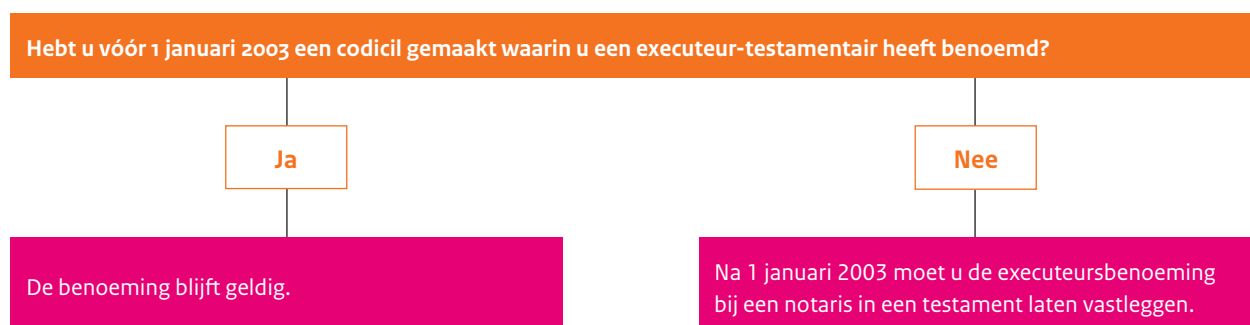 Hebt u vóór 1 januari 2003 een codicil gemaakt waarin u een executeur-testamentair heeft benoemd?
Ja
Nee
De benoeming blijft geldig.
Na 1 januari 2003 moet u de executeursbenoeming
bij een notaris in een testament laten vastleggen.